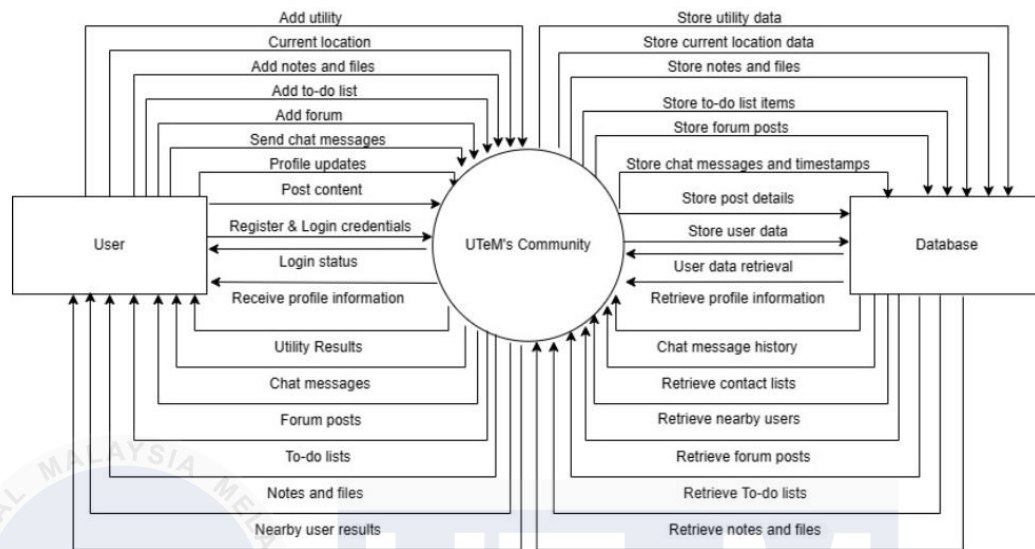 Add utility
Store utility data
Current location
Store current location data
Add notes and files
Store notes and files
Add to-do list
Store to-do list items
Add forum
Store forum posts
Send chat messages
Profile updates
Store chat messages and timestamps
Post content
Store post details
Register & Login credentials
Store user data
User
UTeM's Community
Database
Login status
User data retrieval
Receive profile information
Retrieve profile information
Utility Results
Chat message history
Chat messages
Retrieve contact lists
Forum posts
Retrieve nearby users
To-do lists
Retrieve forum posts
Notes and files
Retrieve To-do lists
Nearby user results
Retrieve notes and files
MALAYSIA